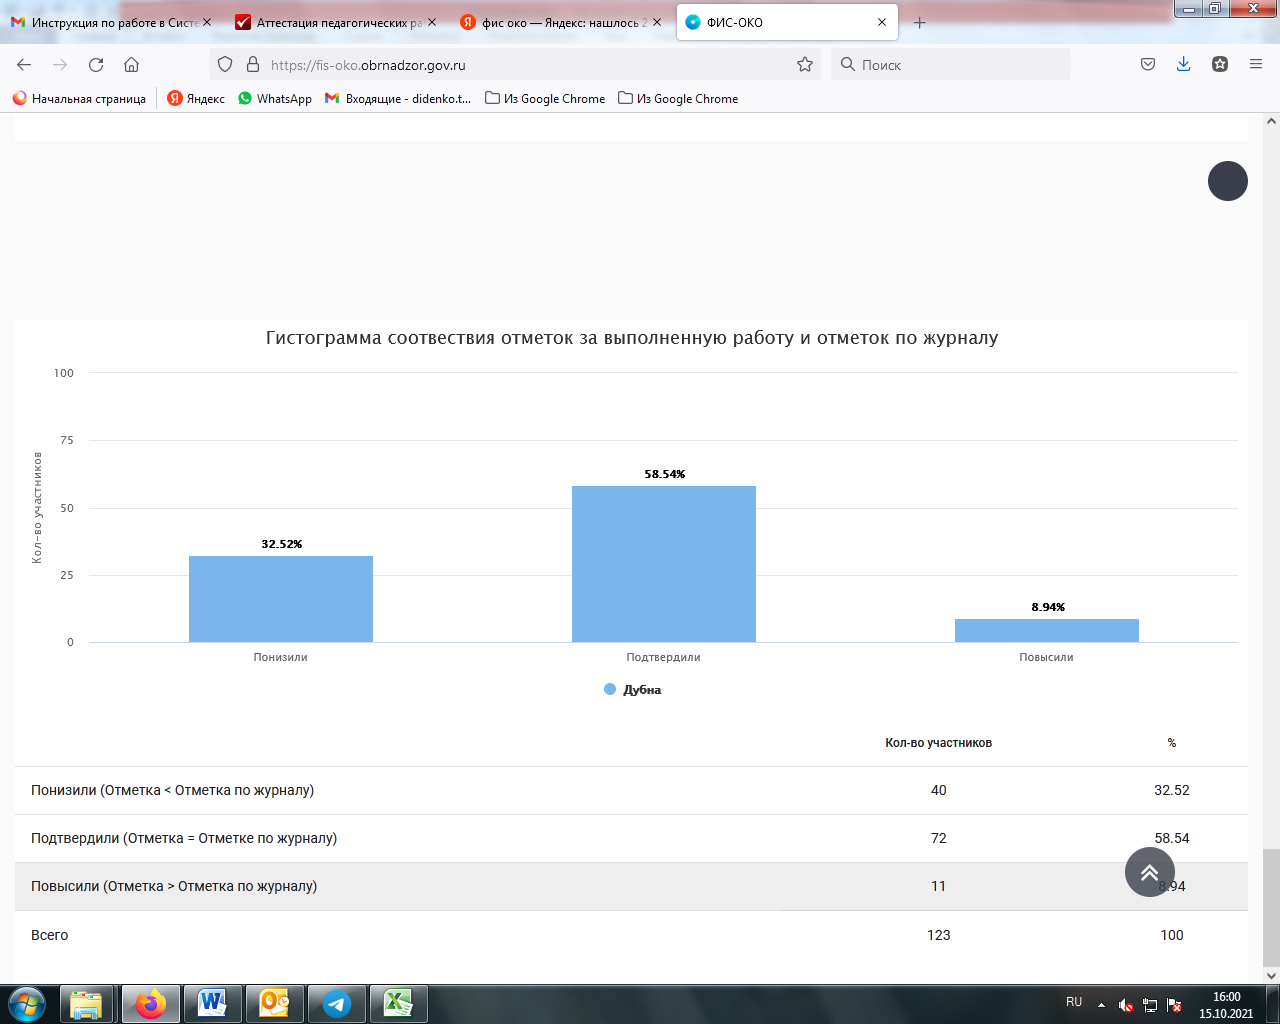 Инструкция по работе в Систе
Аттестация педагогических ра
фис око — Яндекс: нашлось 2
ФИС-ОКО
https://fis-oko.obrnadzor.gov.ru
Поиск
Начальная страница
Яндекс
WhatsApp
Входящие - didenko.t...
Из Google Chrome
Из Google Chrome
Гистограмма соотвествия отметок за выполненную работу и отметок по журналу
Кол-во участников
100
75
50
25
0
32.52%
58.54%
8.94%
Понизили
Подтвердили
Повысили
Дубна
Кол-во участников %
Понизили (Отметка < Отметка по журналу) 40 32.52
Подтвердили (Отметка = Отметке по журналу) 72 58.54
Повысили (Отметка > Отметка по журналу) 11 8.94
Всего 123 100
RU
16:00
15.10.2021